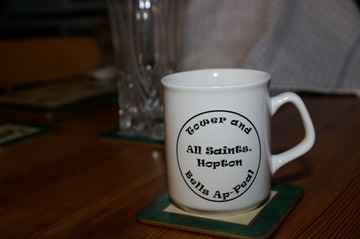 Tower and
All Saints,
Hopton
Bells Ap-Peal